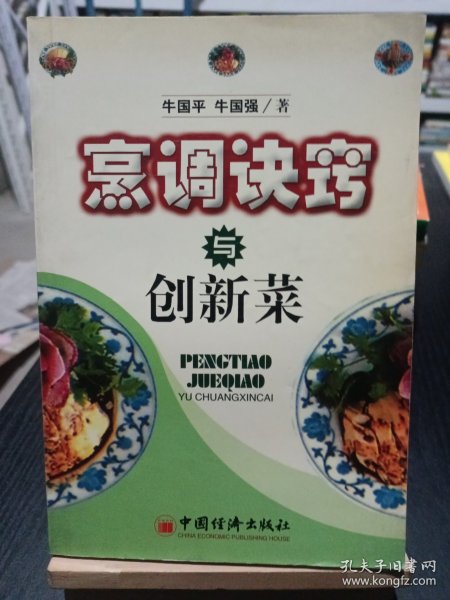 牛国平 牛国强/著
烹调诀窍
与
创新菜
PENGTIAO
JUEQIAO
YU CHUANGXINCAI
中国经济出版社
CHINA ECONOMIC PUBLISHING HOUSE
孔夫子旧书网
www.kongfz.com